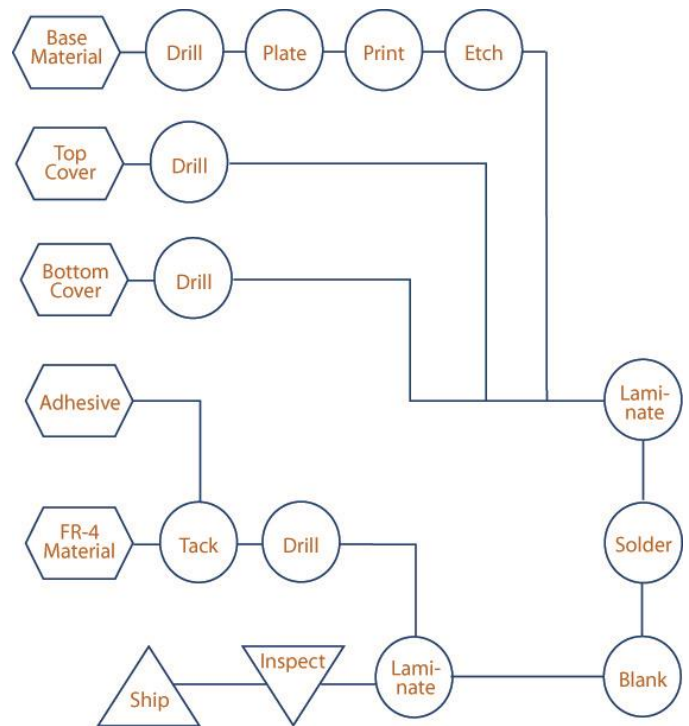 Base
Material
Drill
Plate
Print
Etch
Top
Cover
Drill
Bottom
Cover
Drill
Adhesive
Lami-
nate
FR-4
Material
Tack
Drill
Solder
Ship
Inspect
Lami-
nate
Blank